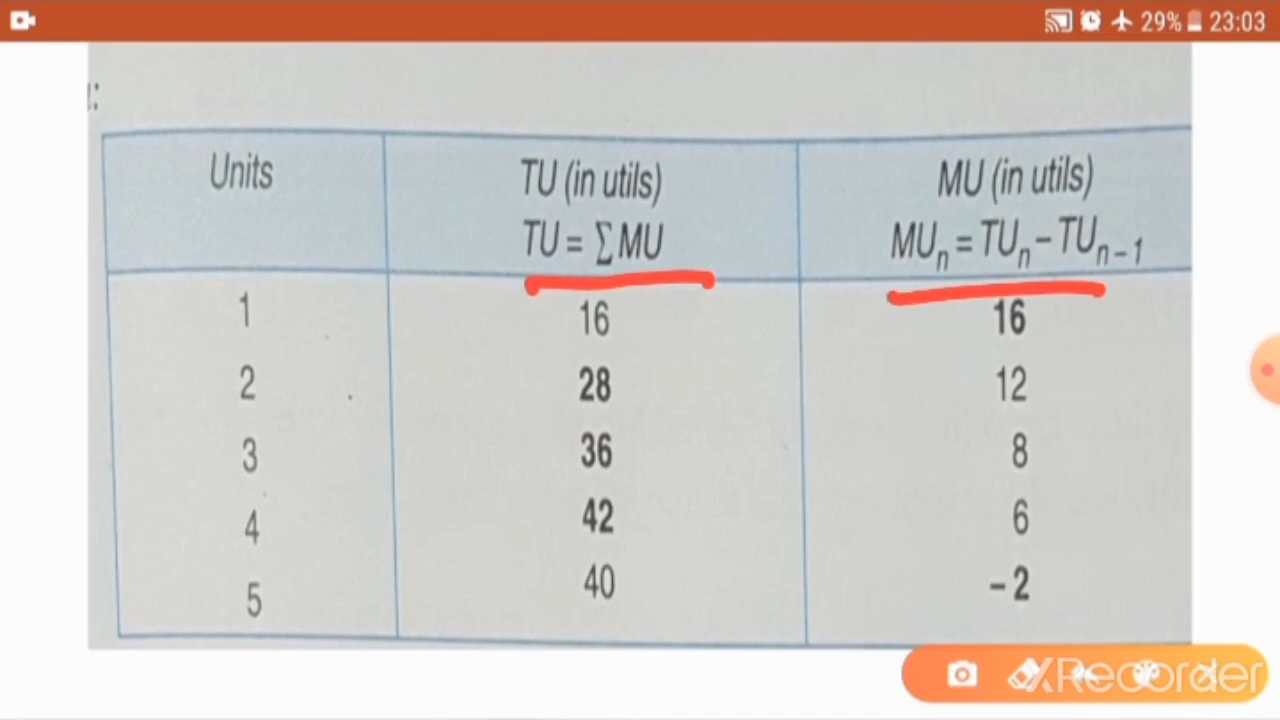 29% 23:03
:
Units TU (in utils) MU (in utils)
TU = ΣMU MUn = TUn – TUn – 1
1 16 16
2 28 12
3 36 8
4 42 6
5 40 – 2
XRecorder